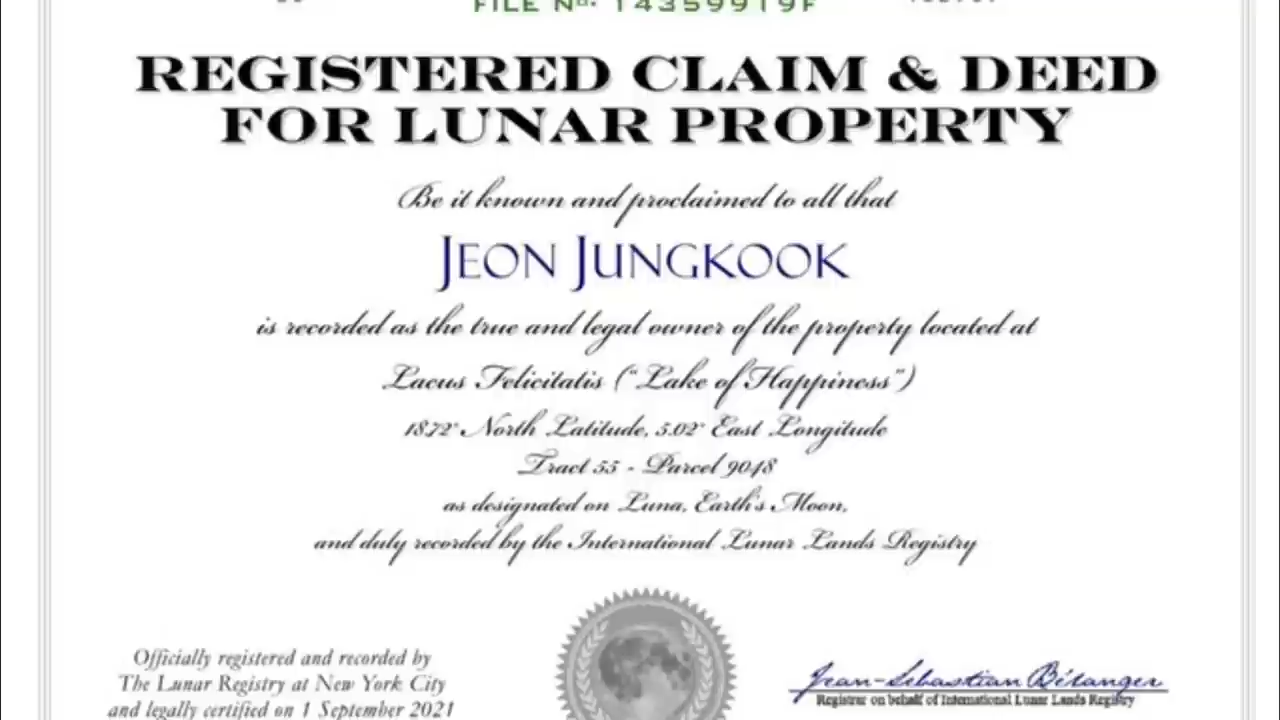 FILE Nº. 14359919F
REGISTERED CLAIM & DEED
FOR LUNAR PROPERTY
Be it known and proclaimed to all that
JEON JUNGKOOK
is recorded as the true and legal owner of the property located at
Lacus Felicitatis ("Lake of Happiness")
18.72° North Latitude, 5.02° East Longitude
Tract 55 - Parcel 9048
as designated on Luna, Earth's Moon,
and duly recorded by the International Lunar Lands Registry
Officially registered and recorded by
The Lunar Registry at New York City
and legally certified on 1 September 2021
Jean-Sebastian Béranger
Registrar on behalf of International Lunar Lands Registry